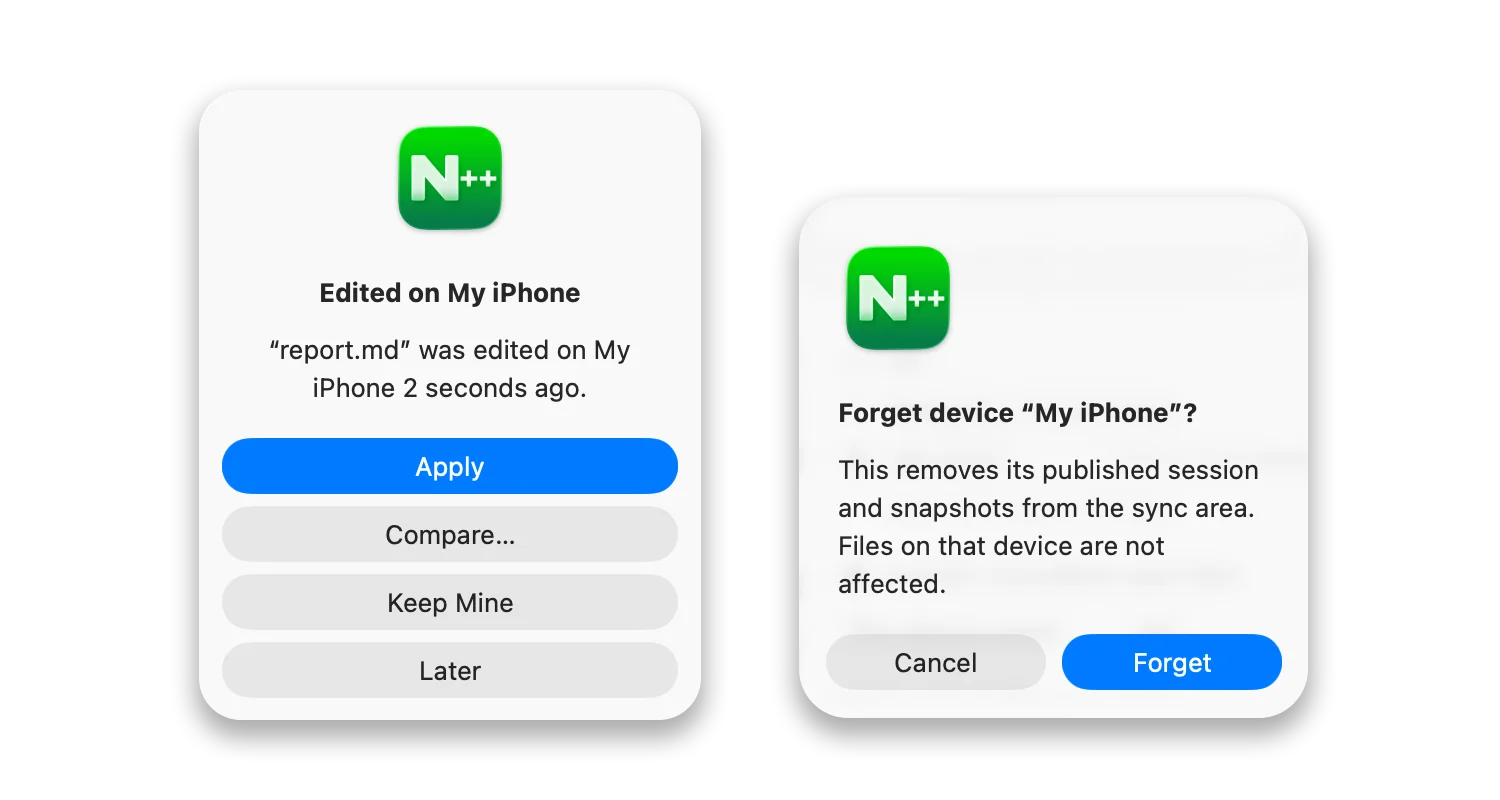 N++
Edited on My iPhone
“report.md” was edited on My
iPhone 2 seconds ago.
Apply
Compare...
Keep Mine
Later
N++
Forget device “My iPhone”?
This removes its published session
and snapshots from the sync area.
Files on that device are not
affected.
Cancel
Forget